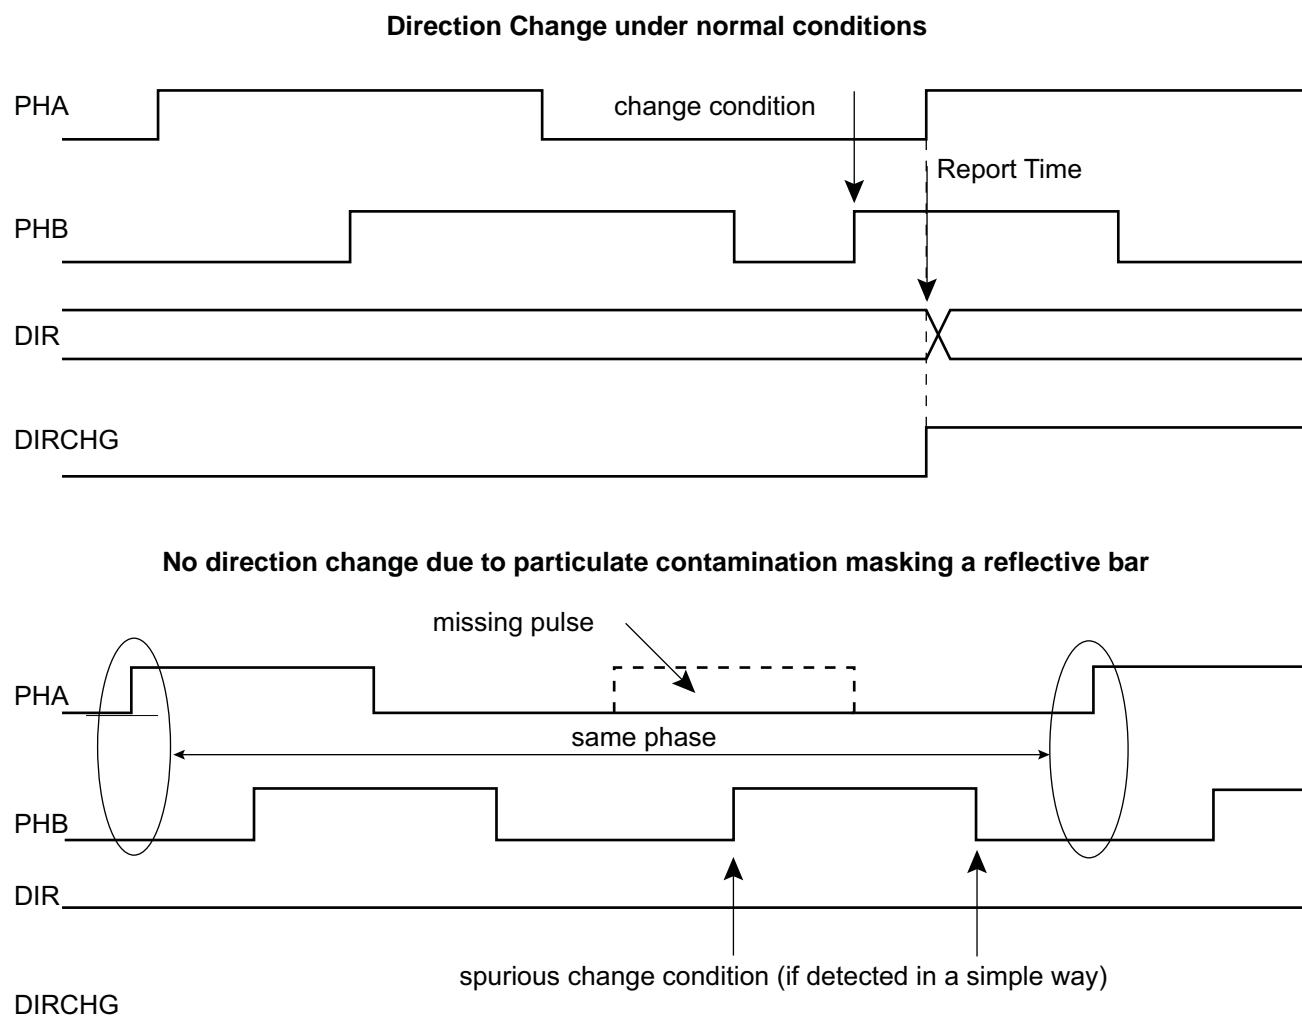 Direction Change under normal conditions
PHA
change condition
Report Time
PHB
DIR
DIRCHG
No direction change due to particulate contamination masking a reflective bar
missing pulse
PHA
same phase
PHB
DIR
spurious change condition (if detected in a simple way)
DIRCHG